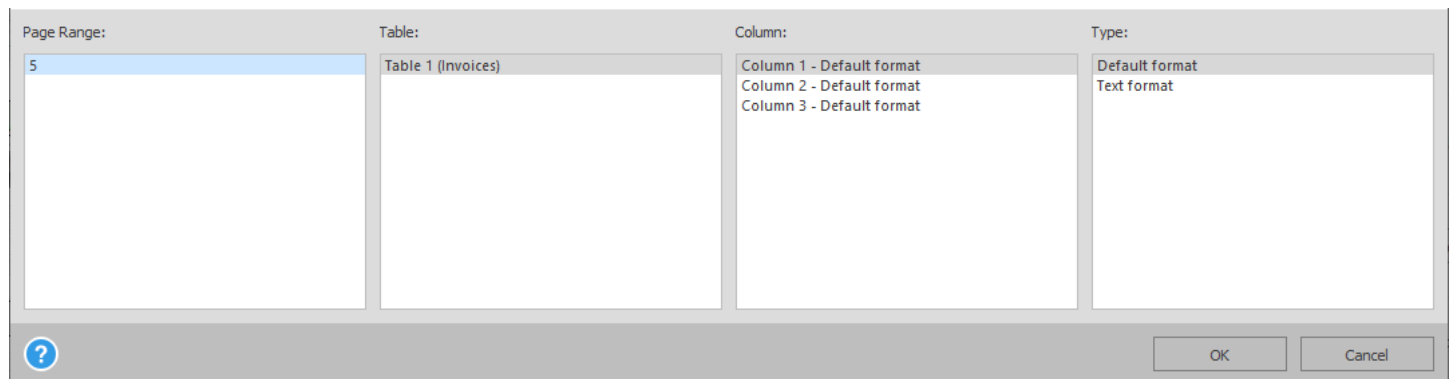 Page Range:
5
Table:
Table 1 (Invoices)
Column:
Column 1 - Default format
Column 2 - Default format
Column 3 - Default format
Type:
Default format
Text format
?
OK
Cancel